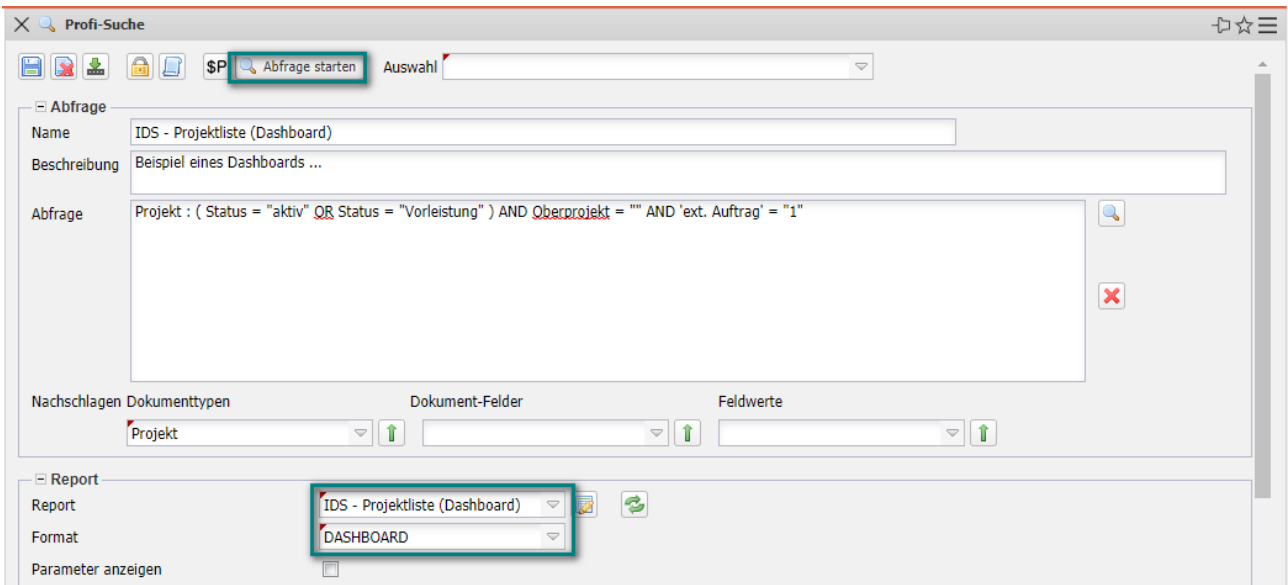 Profi-Suche
$P Abfrage starten Auswahl
Abfrage
Name IDS - Projektliste (Dashboard)
Beschreibung Beispiel eines Dashboards ...
Abfrage Projekt : ( Status = "aktiv" OR Status = "Vorleistung" ) AND Oberprojekt = "" AND 'ext. Auftrag' = "1"
Nachschlagen Dokumenttypen Dokument-Felder Feldwerte
Projekt
Report
Report IDS - Projektliste (Dashboard)
Format DASHBOARD
Parameter anzeigen